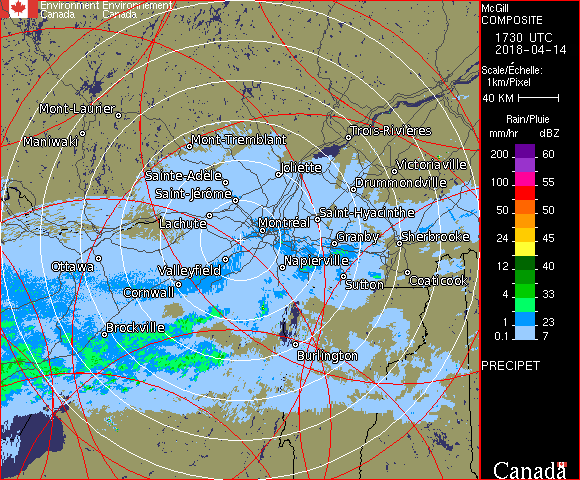 Environment Environnement
Canada Canada
McGill
COMPOSITE
1730 UTC
2018-04-14
Scale/Échelle:
1km/Pixel
40 KM
Rain/Pluie
mm/hr dBZ
200 60
100 55
50 50
24 45
12 40
4 33
1 23
0.1 7
PRECIPET
Canada
Mont-Laurier
Maniwaki
Mont-Tremblant
Trois-Rivières
Joliette
Victoriaville
Sainte-Adèle
Drummondville
Saint-Jérôme
Saint-Hyacinthe
Lachute
Montréal
Granby
Sherbrooke
Ottawa
Valleyfield
Napierville
Cornwall
Sutton
Coaticook
Brockville
Burlington